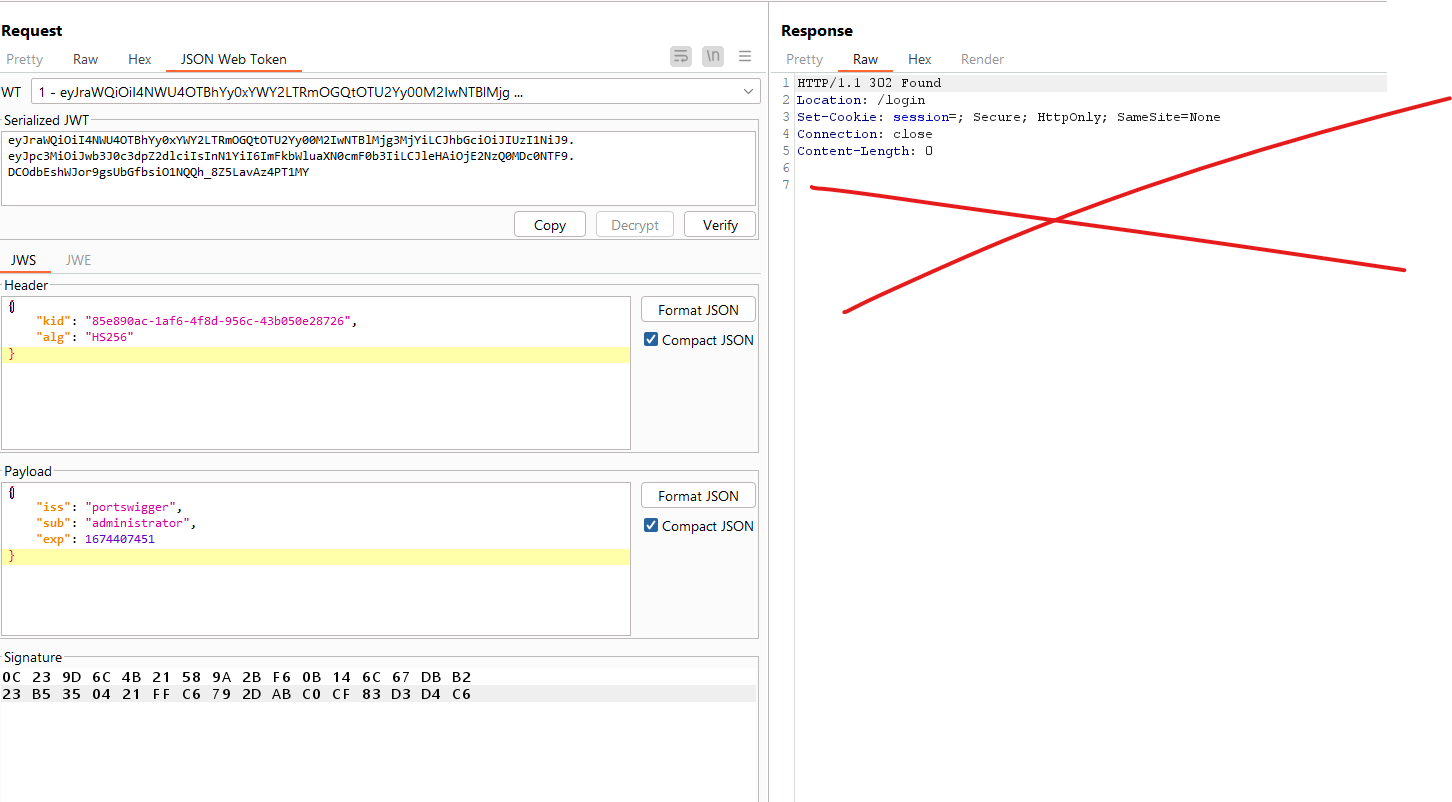 Request
Pretty Raw Hex JSON Web Token \n
WT 1 - eyJraWQiOiI4NWU4OTBhYy0xYWY2LTRmOGQtOTU2Yy00M2IwNTBlMjg ...
Serialized JWT
eyJraWQiOiI4NWU4OTBhYy0xYWY2LTRmOGQtOTU2Yy00M2IwNTBlMjg3MjYiLCJhbGciOiJIUzI1NiJ9.
eyJpc3MiOiJwb3J0c3dpZ2dlciIsInN1YiI6ImFkbWluaXN0cmF0b3IiLCJleHAiOjE2NzQ0MDc0NTF9.
DCOdbEshWJor9gsUbGfbsiO1NQQh_8Z5LavAz4PT1MY
Copy Decrypt Verify
JWS JWE
Header
{
"kid": "85e890ac-1af6-4f8d-956c-43b050e28726",
"alg": "HS256"
}
Format JSON
Compact JSON
Payload
{
"iss": "portswigger",
"sub": "administrator",
"exp": 1674407451
}
Format JSON
Compact JSON
Signature
0C 23 9D 6C 4B 21 58 9A 2B F6 0B 14 6C 67 DB B2
23 B5 35 04 21 FF C6 79 2D AB C0 CF 83 D3 D4 C6
Response
Pretty Raw Hex Render
1 HTTP/1.1 302 Found
2 Location: /login
3 Set-Cookie: session=; Secure; HttpOnly; SameSite=None
4 Connection: close
5 Content-Length: 0
6
7